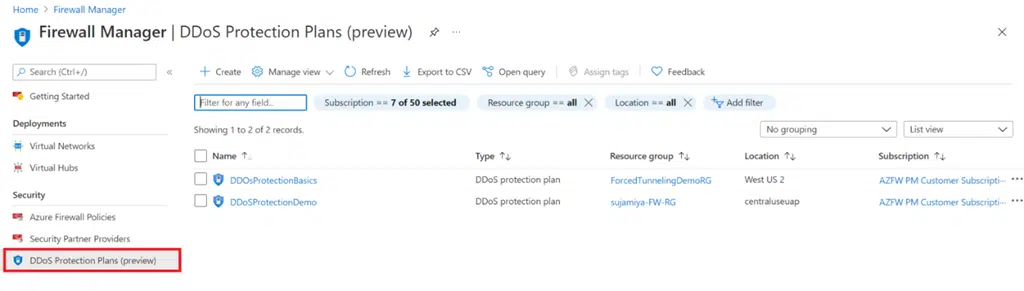 Home > Firewall Manager
Firewall Manager | DDoS Protection Plans (preview) ...
Search (Ctrl+/) «
Getting Started
Deployments
Virtual Networks
Virtual Hubs
Security
Azure Firewall Policies
Security Partner Providers
DDoS Protection Plans (preview)
Create Manage view Refresh Export to CSV Open query Assign tags Feedback
Filter for any field... Subscription == 7 of 50 selected Resource group == all Location == all Add filter
Showing 1 to 2 of 2 records. No grouping List view
Name ↑↓ Type ↑↓ Resource group ↑↓ Location ↑↓ Subscription ↑↓
DDOsProtectionBasics DDoS protection plan ForcedTunnelingDemoRG West US 2 AZFW PM Customer Subscripti··· ···
DDoSProtectionDemo DDoS protection plan sujamiya-FW-RG centraluseuap AZFW PM Customer Subscripti··· ···